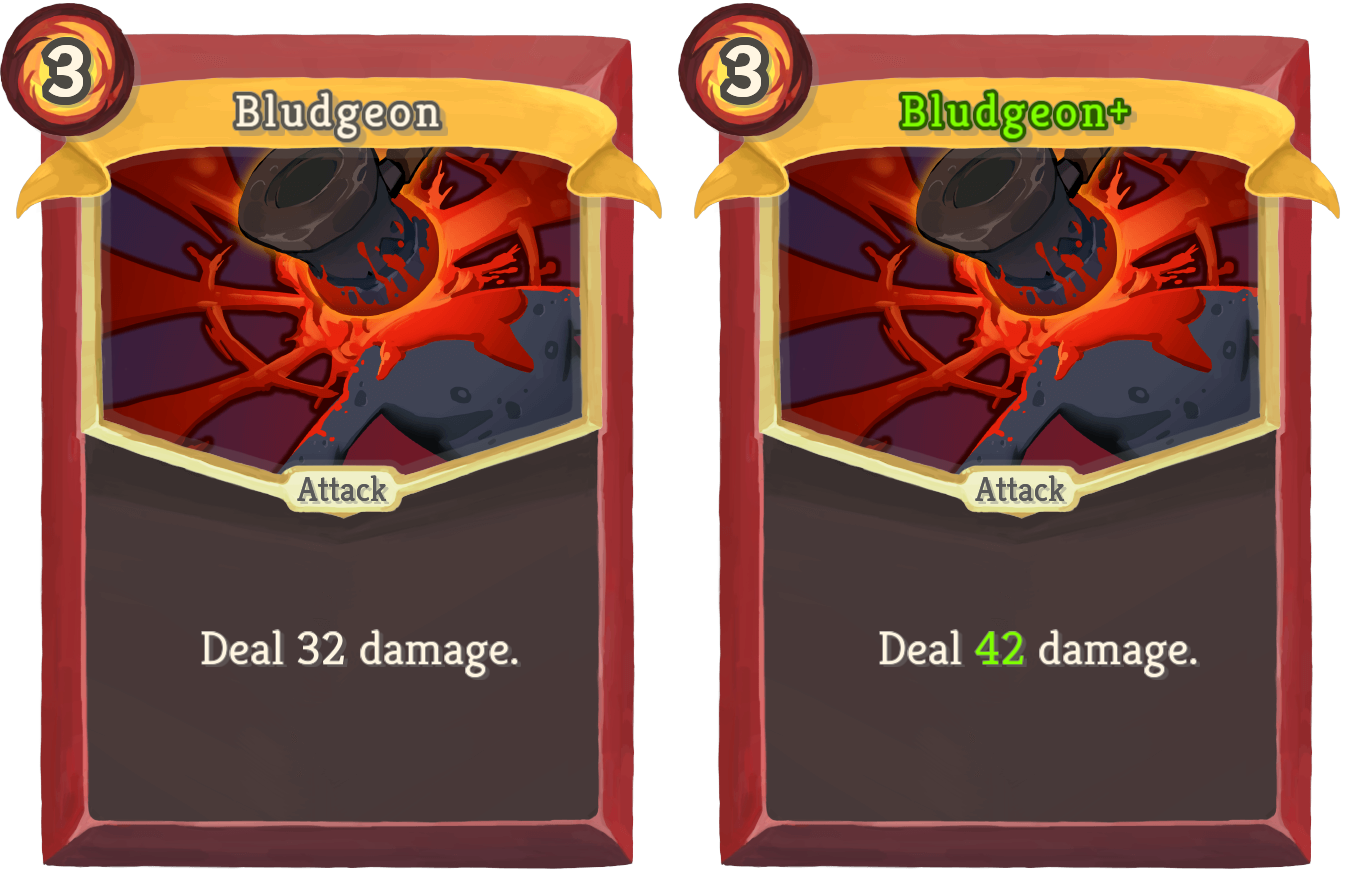 3
Bludgeon
Attack
Deal 32 damage.
3
Bludgeon+
Attack
Deal 42 damage.